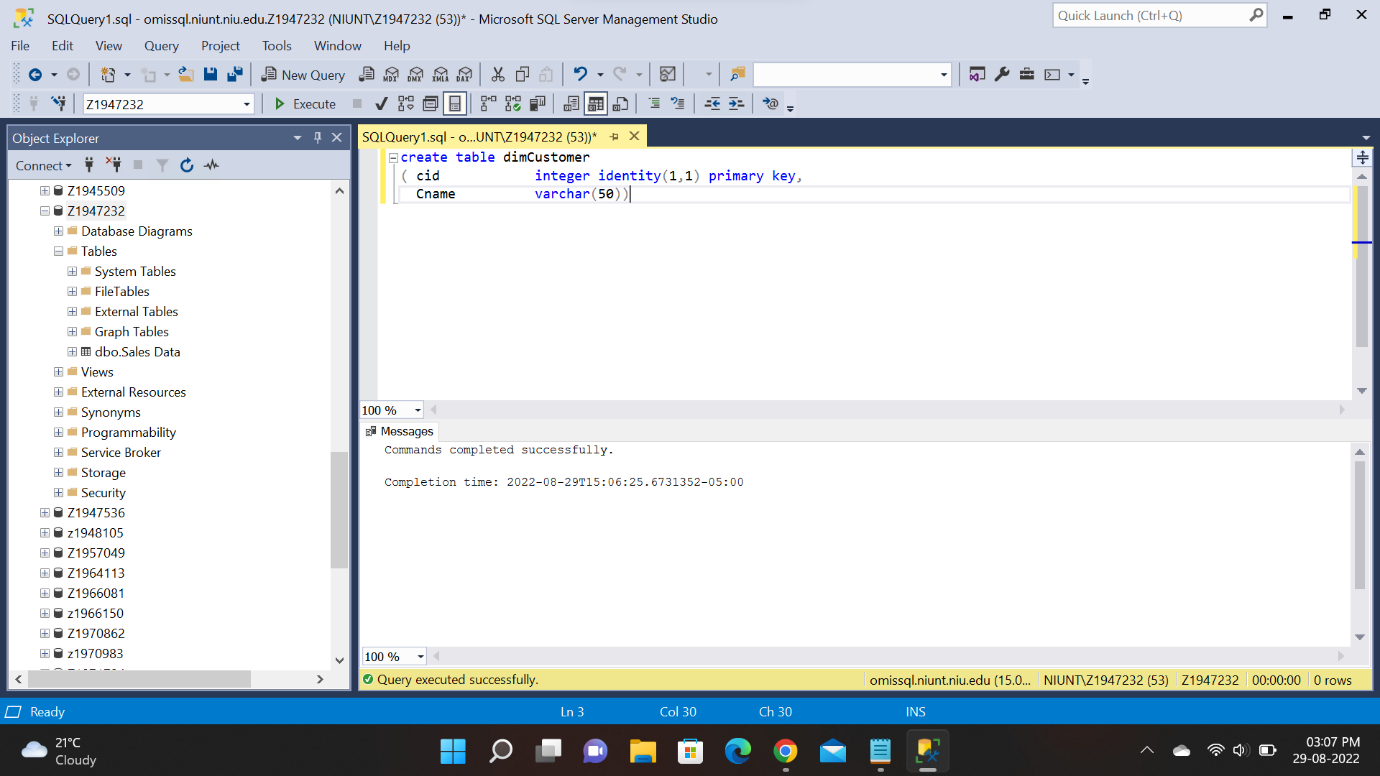 SQLQuery1.sql - omissql.niunt.niu.edu.Z1947232 (NIUNT\Z1947232 (53))* - Microsoft SQL Server Management Studio
Quick Launch (Ctrl+Q)
File Edit View Query Project Tools Window Help
New Query
MDX DMX XMLA DAX
Z1947232
Execute
Object Explorer
Connect
Z1945509
Z1947232
Database Diagrams
Tables
System Tables
FileTables
External Tables
Graph Tables
dbo.Sales Data
Views
External Resources
Synonyms
Programmability
Service Broker
Storage
Security
Z1947536
z1948105
Z1957049
Z1964113
Z1966081
z1966150
Z1970862
z1970983
SQLQuery1.sql - o...UNT\Z1947232 (53))*
create table dimCustomer
( cid integer identity(1,1) primary key,
Cname varchar(50))
100 %
Messages
Commands completed successfully.
Completion time: 2022-08-29T15:06:25.6731352-05:00
100 %
Query executed successfully.
omissql.niunt.niu.edu (15.0... NIUNT\Z1947232 (53) Z1947232 00:00:00 0 rows
Ready Ln 3 Col 30 Ch 30 INS
21°C
Cloudy
03:07 PM
29-08-2022